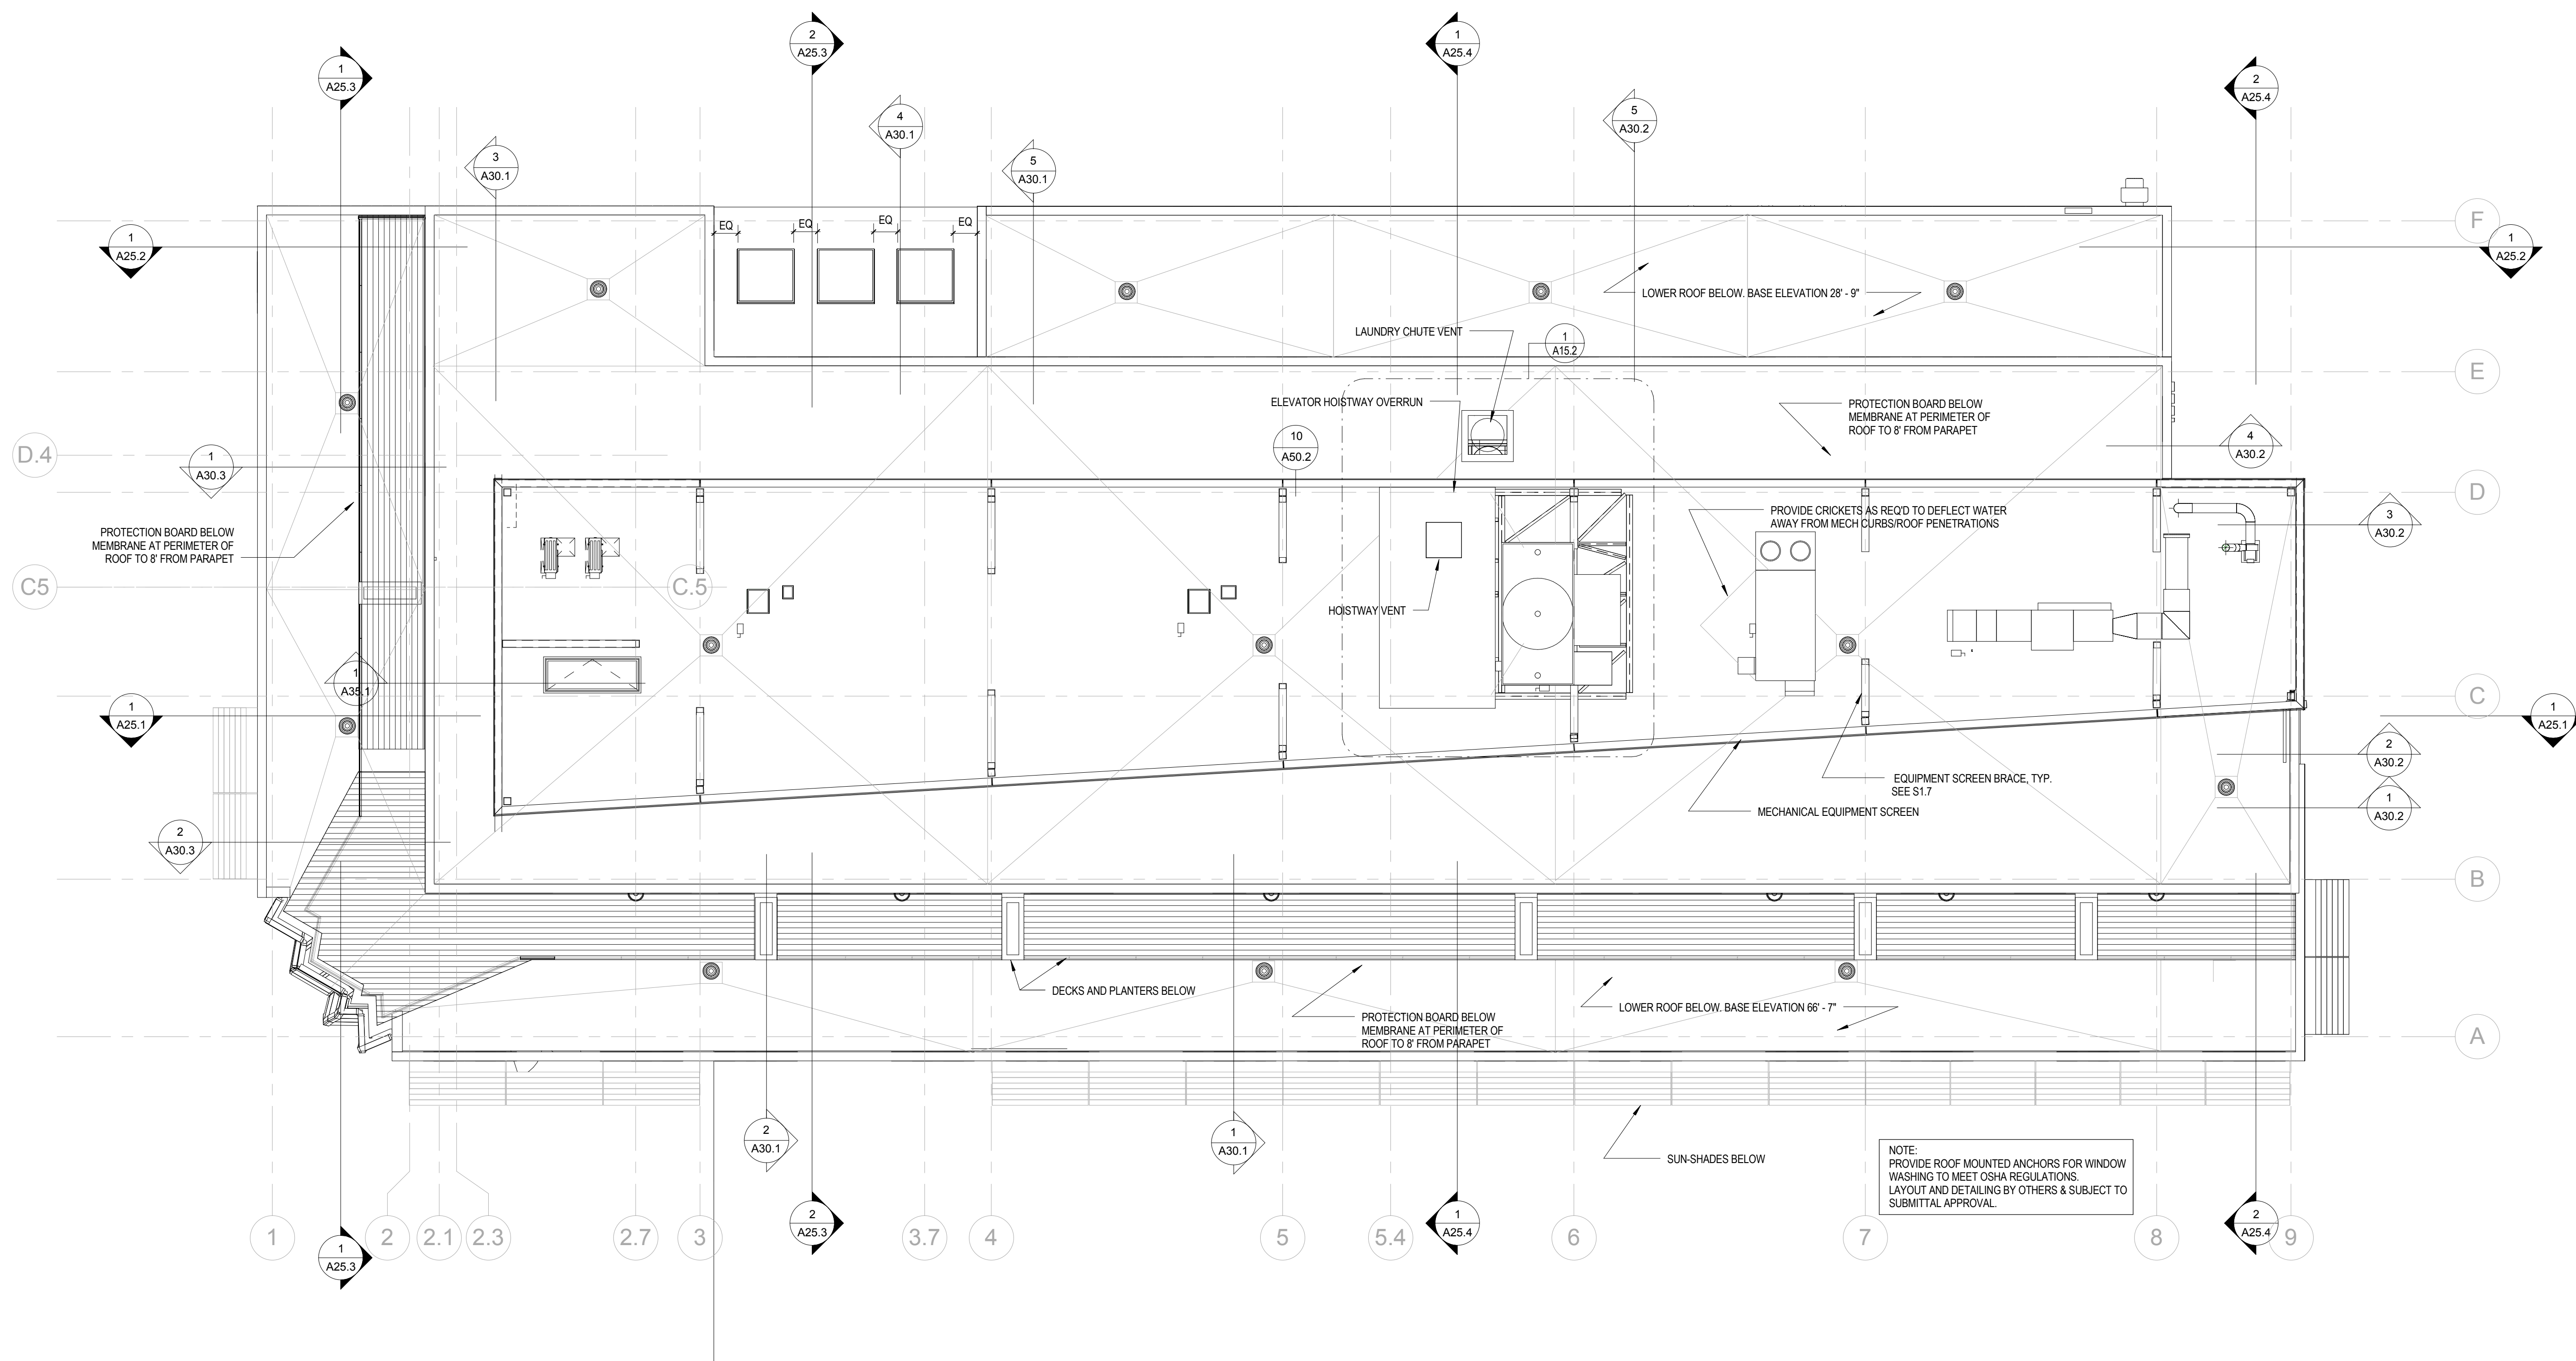 2
A25.3
1
A25.4
1
A25.3
2
A25.4
4
A30.1
5
A30.2
3
A30.1
5
A30.1
F
1
A25.2
EQ
EQ
EQ
EQ
1
A25.2
LOWER ROOF BELOW. BASE ELEVATION 28' - 9"
LAUNDRY CHUTE VENT
1
A15.2
E
ELEVATOR HOISTWAY OVERRUN
PROTECTION BOARD BELOW
MEMBRANE AT PERIMETER OF
ROOF TO 8' FROM PARAPET
10
A50.2
4
A30.2
D.4
1
A30.3
D
PROVIDE CRICKETS AS REQ'D TO DEFLECT WATER
AWAY FROM MECH CURBS/ROOF PENETRATIONS
3
A30.2
PROTECTION BOARD BELOW
MEMBRANE AT PERIMETER OF
ROOF TO 8' FROM PARAPET
C5
C.5
HOISTWAY VENT
1
A35.1
C
1
A25.1
1
A25.1
2
A30.2
EQUIPMENT SCREEN BRACE, TYP.
SEE S1.7
MECHANICAL EQUIPMENT SCREEN
1
A30.2
2
A30.3
B
DECKS AND PLANTERS BELOW
LOWER ROOF BELOW. BASE ELEVATION 66' - 7"
PROTECTION BOARD BELOW
MEMBRANE AT PERIMETER OF
ROOF TO 8' FROM PARAPET
A
2
A30.1
1
A30.1
SUN-SHADES BELOW
NOTE:
PROVIDE ROOF MOUNTED ANCHORS FOR WINDOW
WASHING TO MEET OSHA REGULATIONS.
LAYOUT AND DETAILING BY OTHERS & SUBJECT TO
SUBMITTAL APPROVAL.
1
2
2.1
2.3
2.7
3
2
A25.3
3.7
4
5
5.4
1
A25.4
6
7
8
2
A25.4
9
1
A25.3